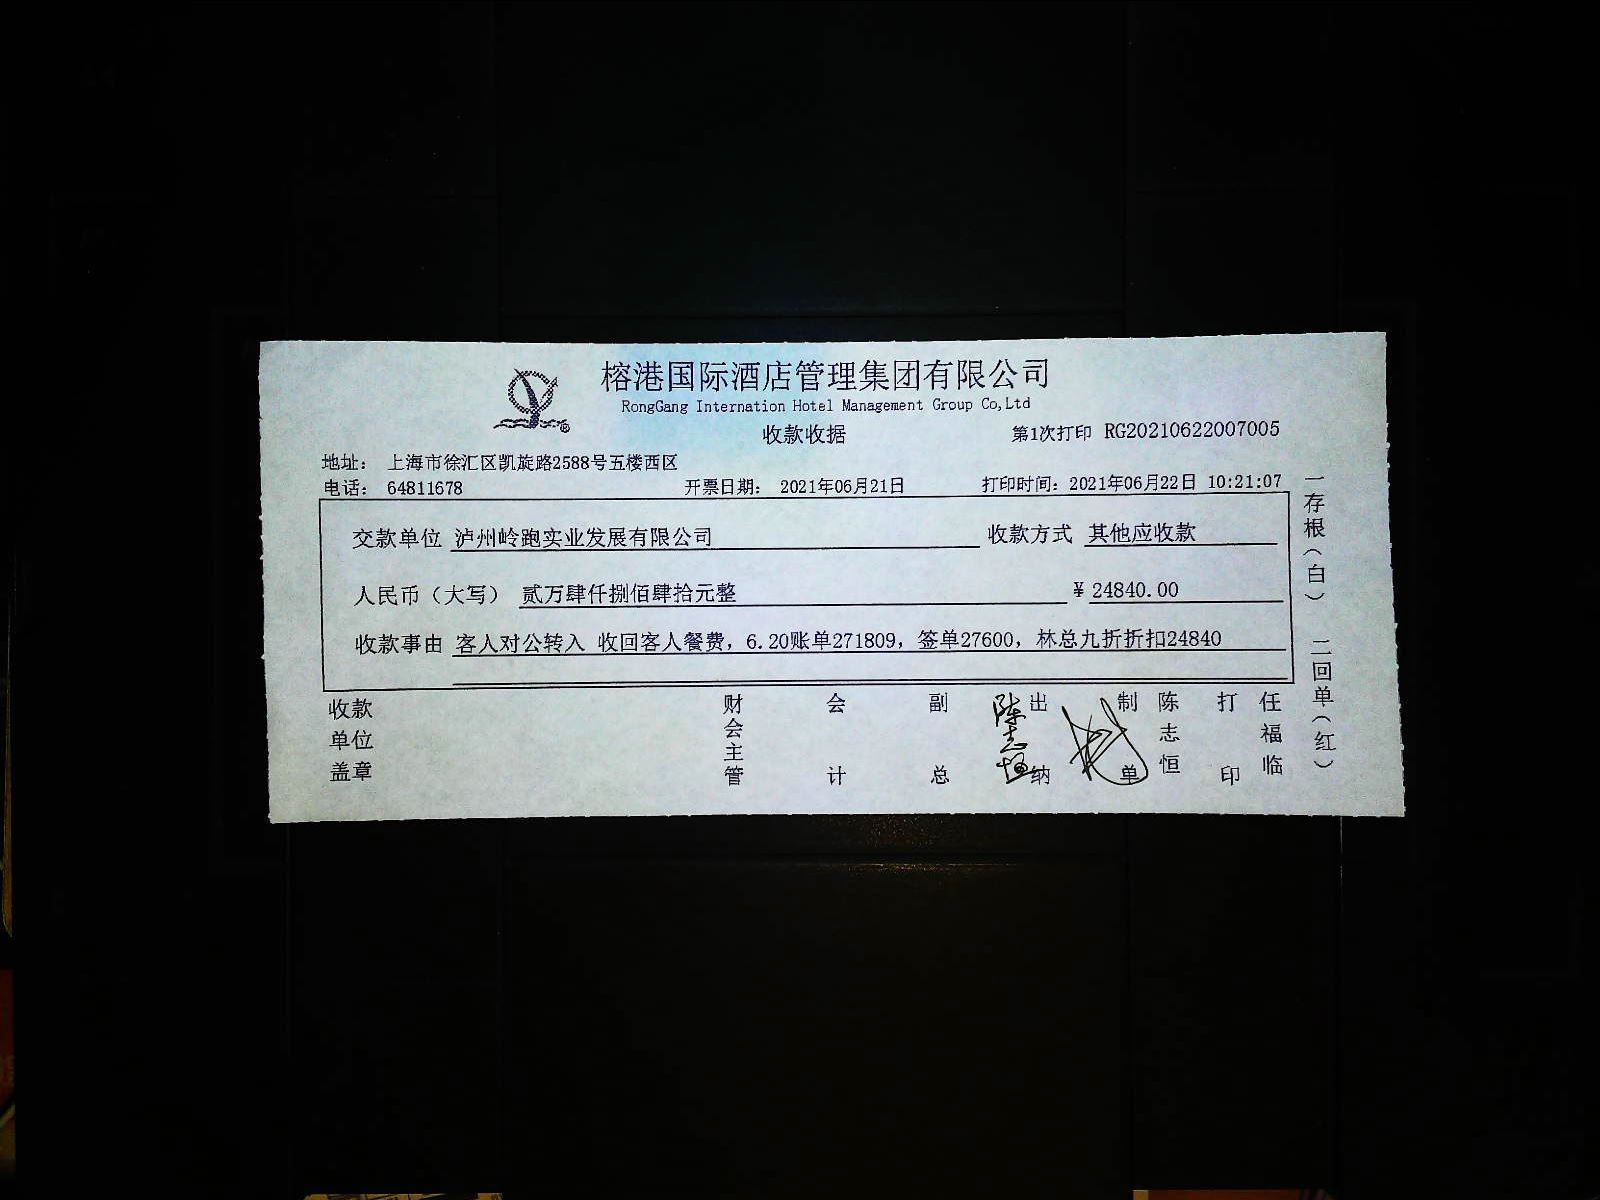 榕港国际酒店管理集团有限公司
RongGang Internation Hotel Management Group Co,Ltd
收款收据
第1次打印 RG20210622007005
地址： 上海市徐汇区凯旋路2588号五楼西区
电话： 64811678 开票日期： 2021年06月21日 打印时间：2021年06月22日 10:21:07
交款单位 泸州岭跑实业发展有限公司 收款方式 其他应收款
人民币（大写） 贰万肆仟捌佰肆拾元整 ¥24840.00
收款事由 客人对公转入 收回客人餐费，6.20账单271809，签单27600，林总九折折扣24840
收款单位盖章 财会主管 会计 副总 出纳 陈志恒 制单 陈志恒 打印 任福临
一存根（白） 二回单（红）